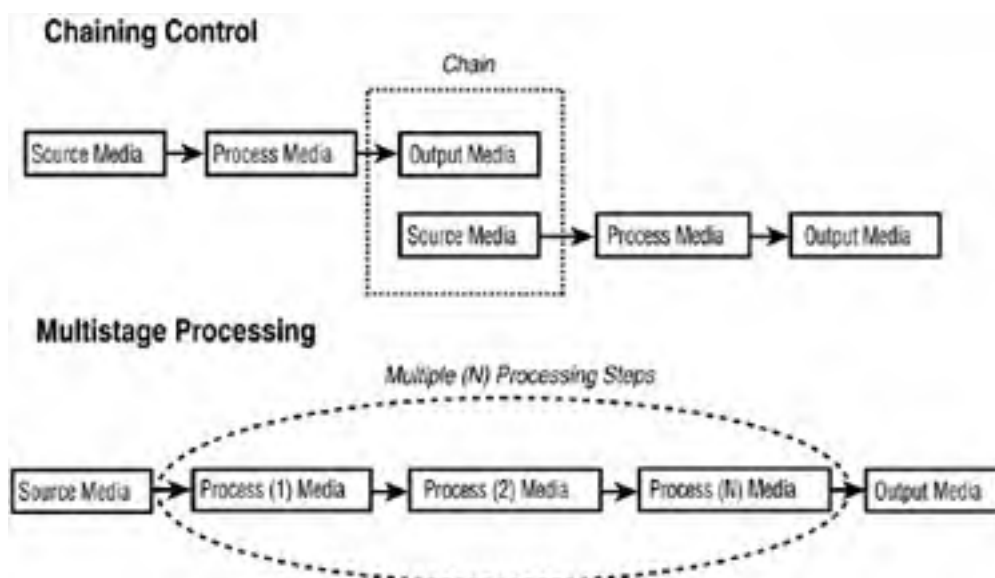 Chaining Control
Chain
Source Media
Process Media
Output Media
Source Media
Process Media
Output Media
Multistage Processing
Multiple (N) Processing Steps
Source Media
Process (1) Media
Process (2) Media
Process (N) Media
Output Media